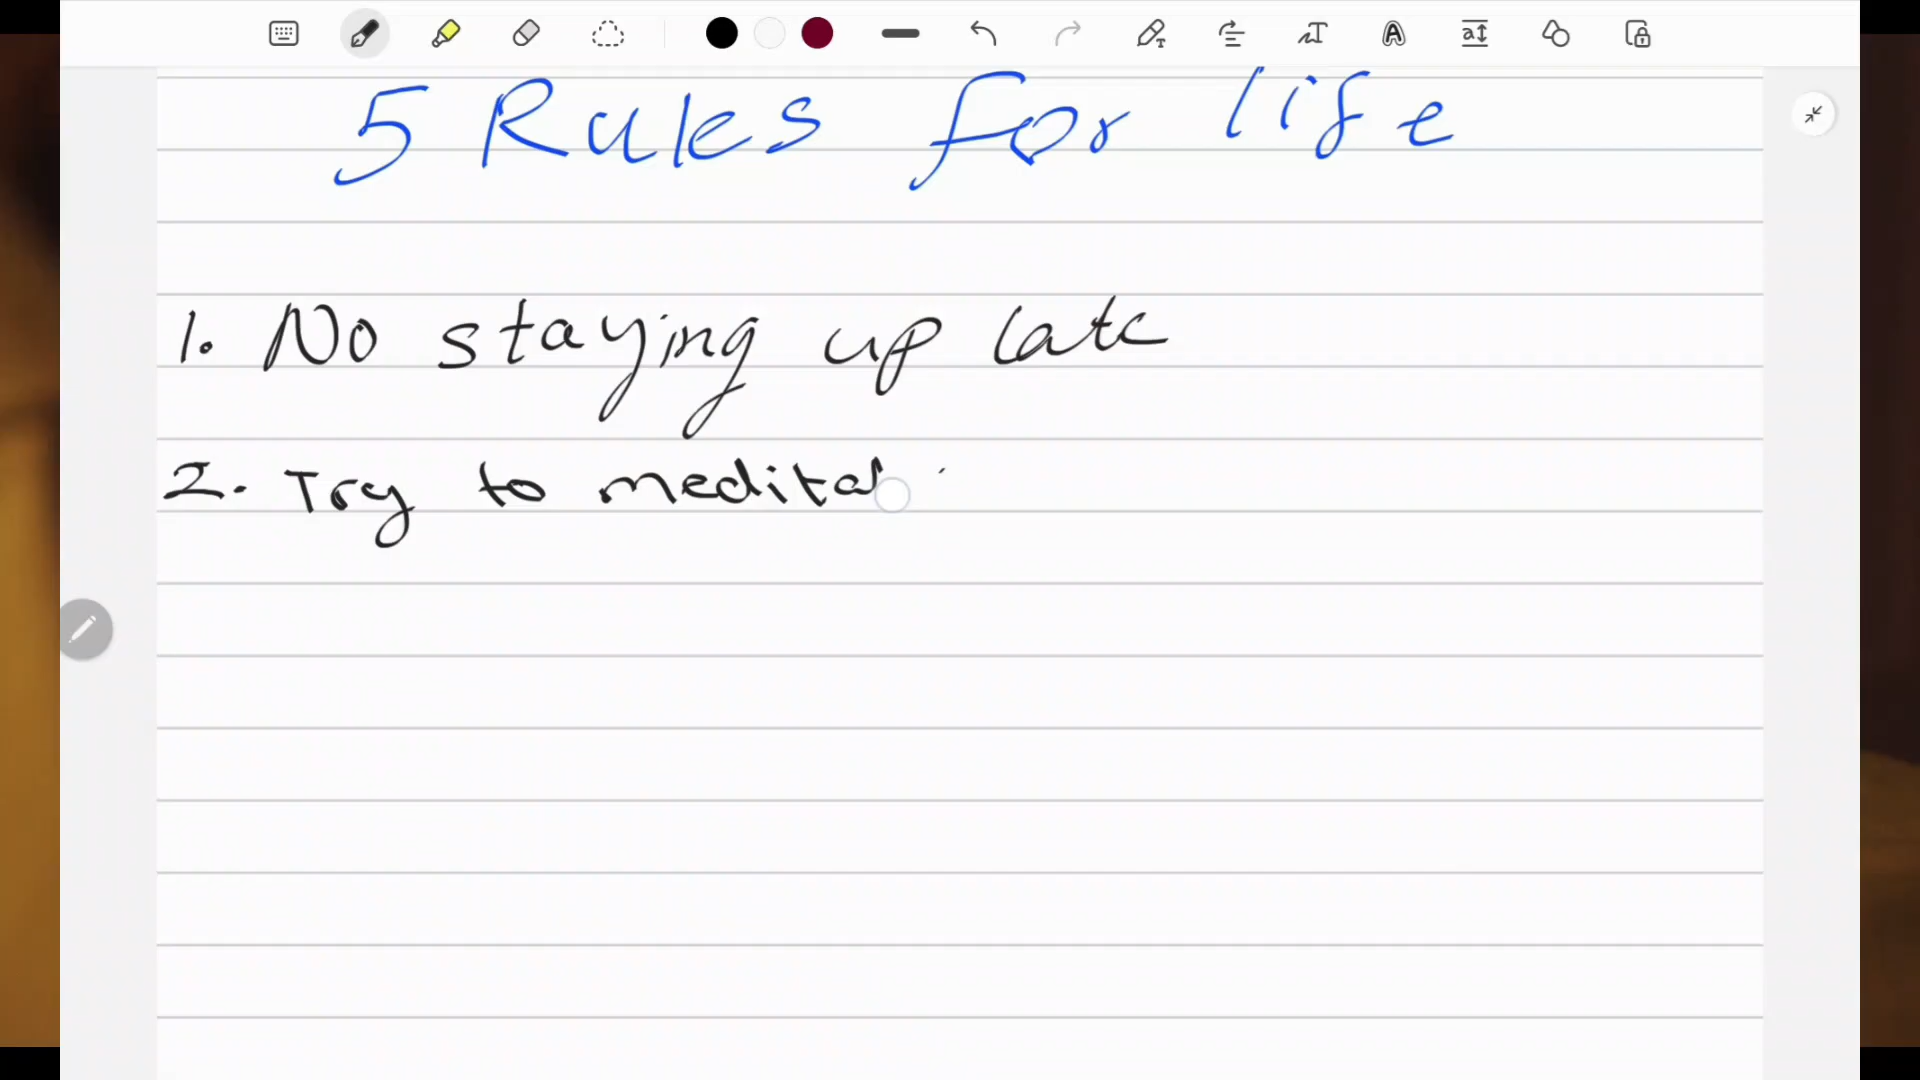 5 Rules for life
1. No staying up late
2. Try to meditat